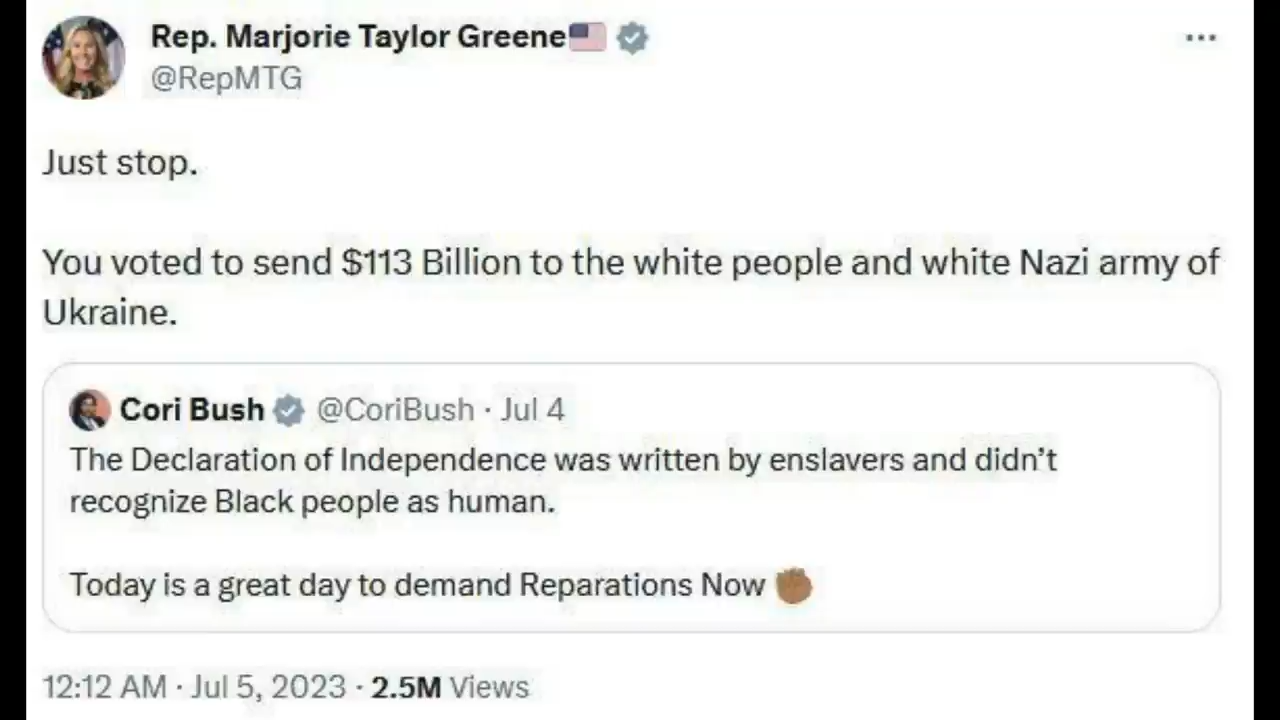 Rep. Marjorie Taylor Greene🇺🇸
@RepMTG
Just stop.
You voted to send $113 Billion to the white people and white Nazi army of
Ukraine.
Cori Bush @CoriBush · Jul 4
The Declaration of Independence was written by enslavers and didn't
recognize Black people as human.
Today is a great day to demand Reparations Now ✊🏾
12:12 AM · Jul 5, 2023 · 2.5M Views